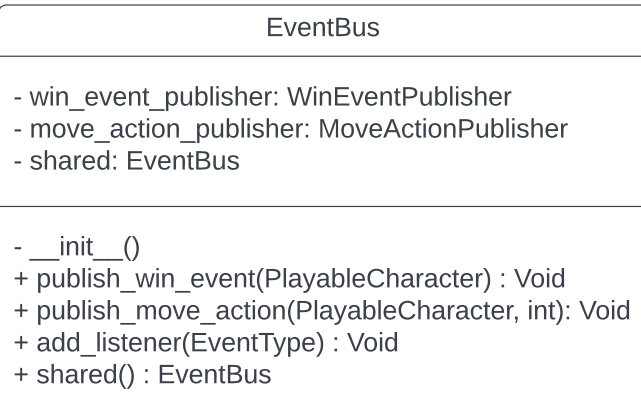 EventBus
- win_event_publisher: WinEventPublisher
- move_action_publisher: MoveActionPublisher
- shared: EventBus
- __init__()
+ publish_win_event(PlayableCharacter) : Void
+ publish_move_action(PlayableCharacter, int): Void
+ add_listener(EventType) : Void
+ shared() : EventBus